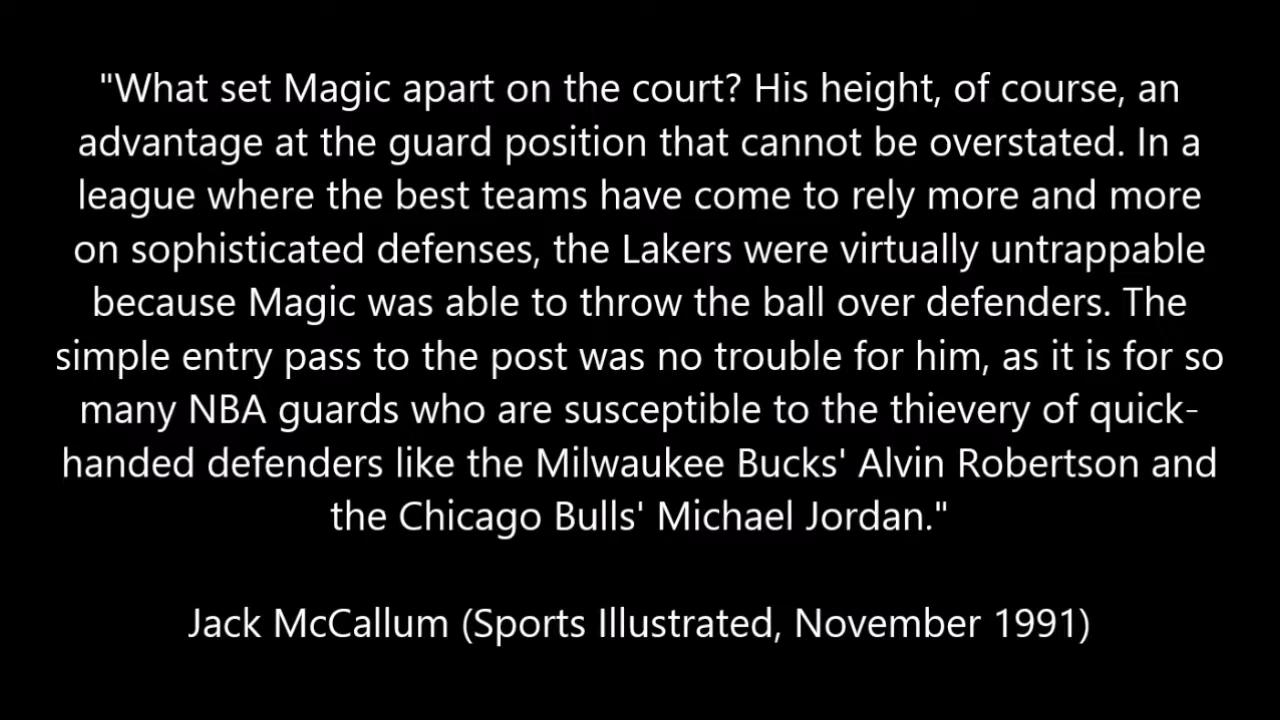 "What set Magic apart on the court? His height, of course, an
advantage at the guard position that cannot be overstated. In a
league where the best teams have come to rely more and more
on sophisticated defenses, the Lakers were virtually untrappable
because Magic was able to throw the ball over defenders. The
simple entry pass to the post was no trouble for him, as it is for so
many NBA guards who are susceptible to the thievery of quick-
handed defenders like the Milwaukee Bucks' Alvin Robertson and
the Chicago Bulls' Michael Jordan."
Jack McCallum (Sports Illustrated, November 1991)